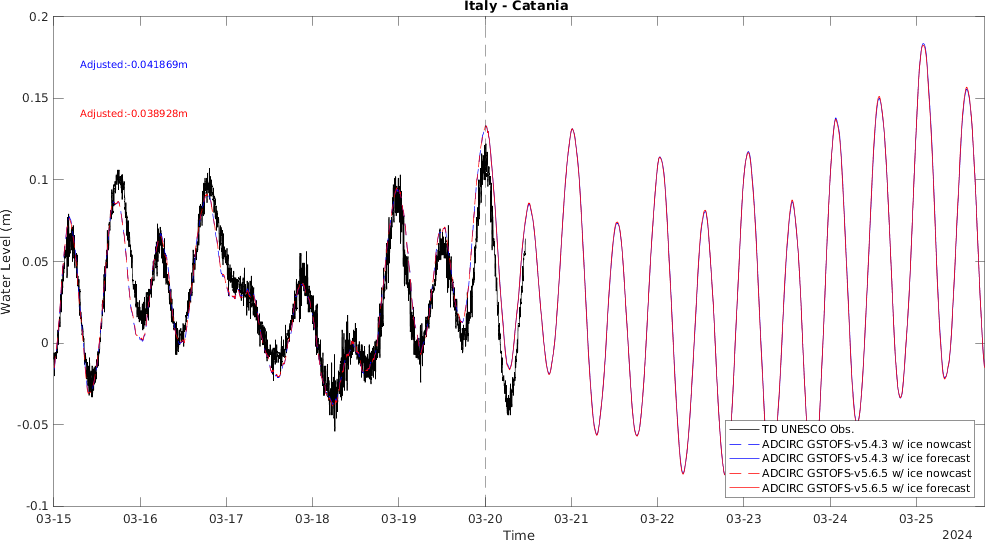 Italy - Catania
0.2
Adjusted:-0.041869m
0.15
Adjusted:-0.038928m
0.1
0.05
0
-0.05
-0.1
Water Level (m)
TD UNESCO Obs.
ADCIRC GSTOFS-v5.4.3 w/ ice nowcast
ADCIRC GSTOFS-v5.4.3 w/ ice forecast
ADCIRC GSTOFS-v5.6.5 w/ ice nowcast
ADCIRC GSTOFS-v5.6.5 w/ ice forecast
03-15 03-16 03-17 03-18 03-19 03-20 03-21 03-22 03-23 03-24 03-25
Time
2024